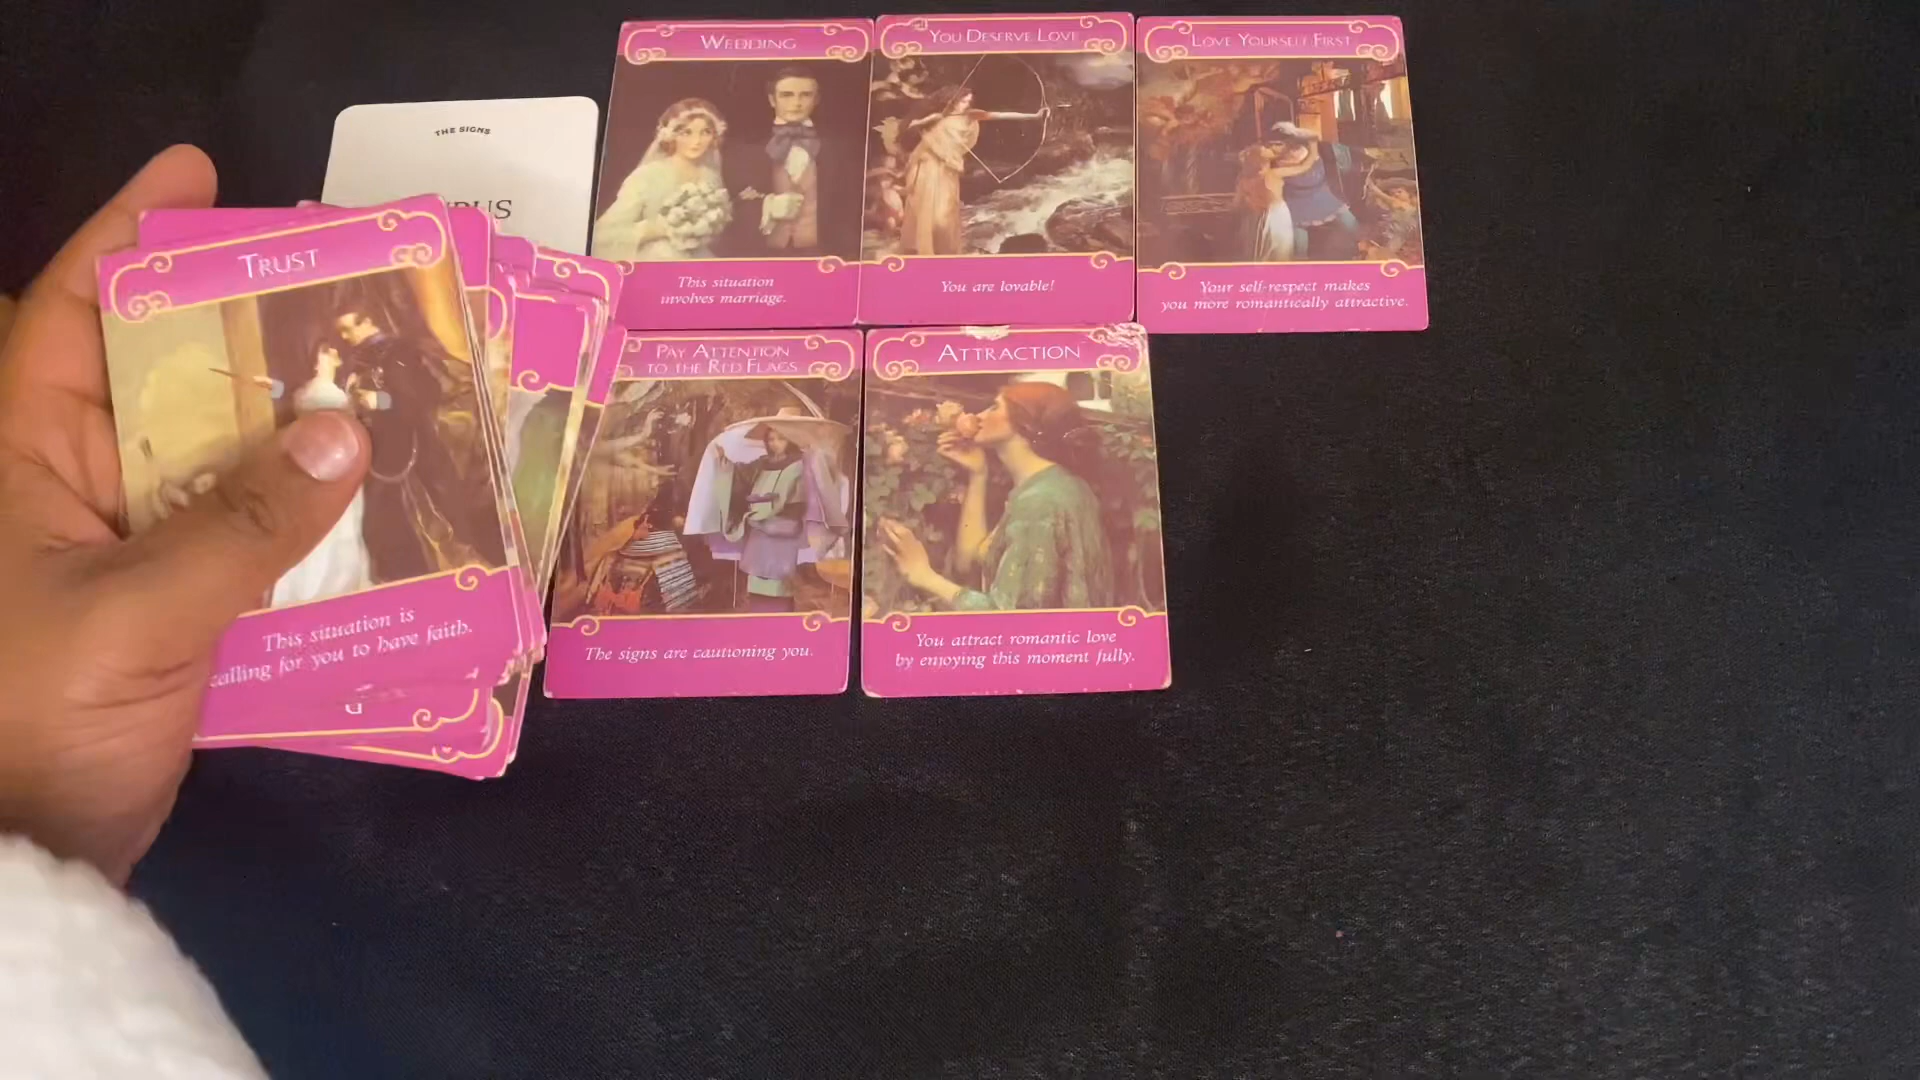 THE SIGNS
WEDDING
This situation
involves marriage.
YOU DESERVE LOVE
You are lovable!
LOVE YOURSELF FIRST
Your self-respect makes
you more romantically attractive.
TRUST
This situation is
calling for you to have faith.
PAY ATTENTION
TO THE RED FLAGS
The signs are cautioning you.
ATTRACTION
You attract romantic love
by enjoying this moment fully.